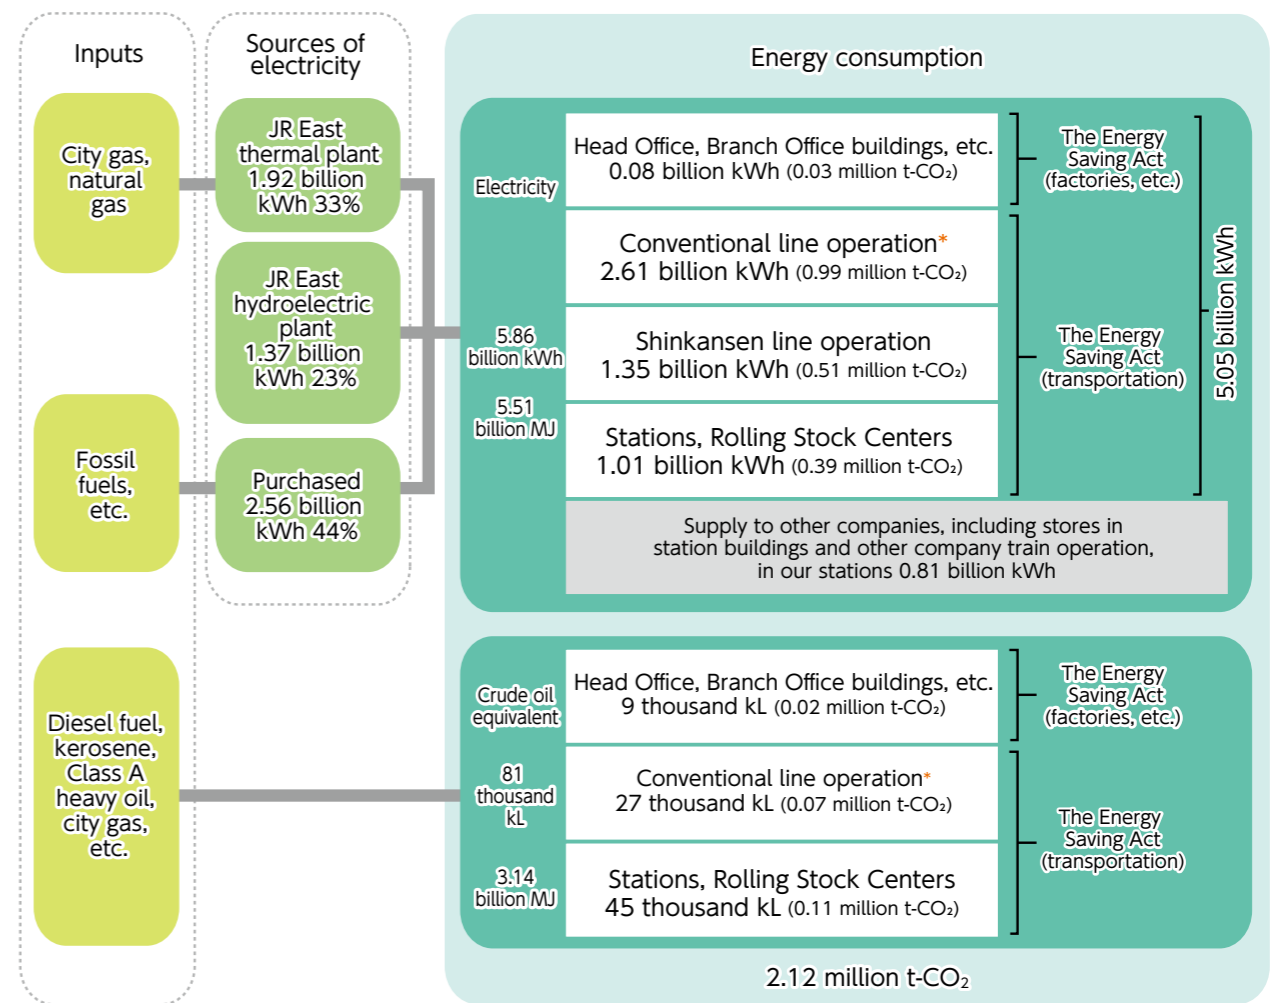 Inputs
Sources of
electricity
Energy consumption
City gas,
natural
gas
Fossil
fuels,
etc.
Diesel fuel,
kerosene,
Class A
heavy oil,
city gas,
etc.
JR East
thermal plant
1.92 billion
kWh 33%
JR East
hydroelectric
plant
1.37 billion
kWh 23%
Purchased
2.56 billion
kWh 44%
Electricity
5.86
billion kWh
5.51
billion MJ
Head Office, Branch Office buildings, etc.
0.08 billion kWh (0.03 million t-CO₂)
Conventional line operation*
2.61 billion kWh (0.99 million t-CO₂)
Shinkansen line operation
1.35 billion kWh (0.51 million t-CO₂)
Stations, Rolling Stock Centers
1.01 billion kWh (0.39 million t-CO₂)
The Energy
Saving Act
(factories, etc.)
The Energy
Saving Act
(transportation)
5.05 billion kWh
Supply to other companies, including stores in
station buildings and other company train operation,
in our stations 0.81 billion kWh
Crude oil
equivalent
81
thousand
kL
3.14
billion MJ
Head Office, Branch Office buildings, etc.
9 thousand kL (0.02 million t-CO₂)
Conventional line operation*
27 thousand kL (0.07 million t-CO₂)
Stations, Rolling Stock Centers
45 thousand kL (0.11 million t-CO₂)
The Energy
Saving Act
(factories, etc.)
The Energy
Saving Act
(transportation)
2.12 million t-CO₂